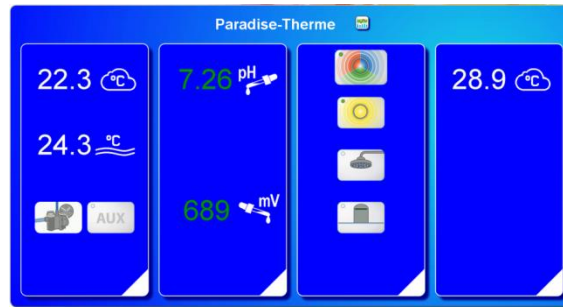 Paradise-Therme
22.3 °C
24.3 °C
AUX
7.26 pH
689 mV
28.9 °C